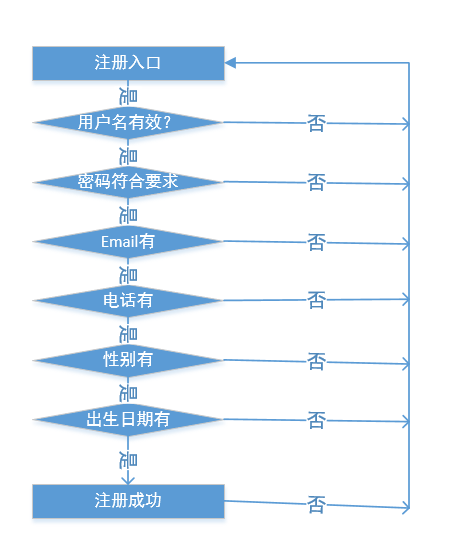 注册入口
是
用户名有效?
否
是
密码符合要求
否
是
Email有
否
是
电话有
否
是
性别有
否
是
出生日期有
否
是
注册成功
否